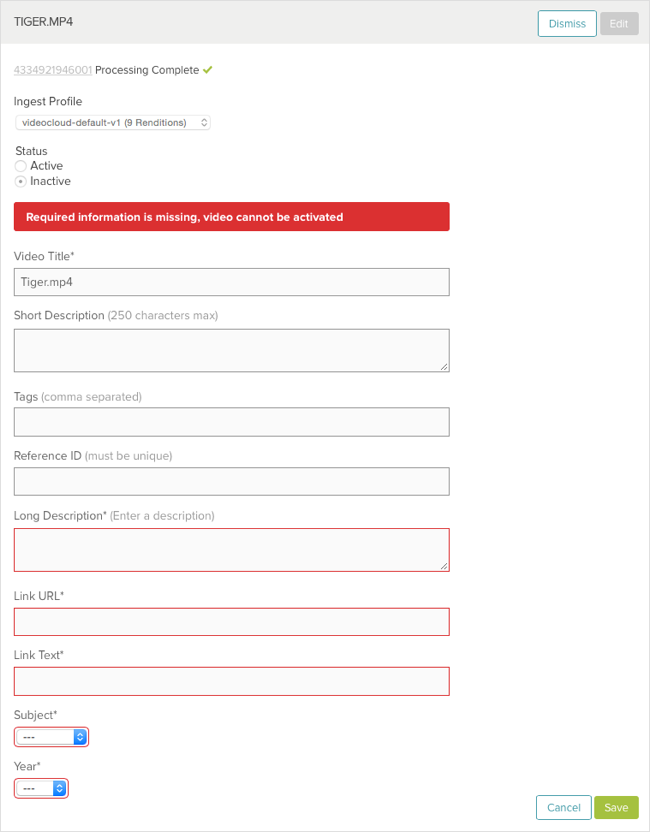 TIGER.MP4
Dismiss
Edit
4334921946001 Processing Complete
Ingest Profile
videocloud-default-v1 (9 Renditions)
Status
Active
Inactive
Required information is missing, video cannot be activated
Video Title*
Tiger.mp4
Short Description (250 characters max)
Tags (comma separated)
Reference ID (must be unique)
Long Description* (Enter a description)
Link URL*
Link Text*
Subject*
---
Year*
---
Cancel
Save